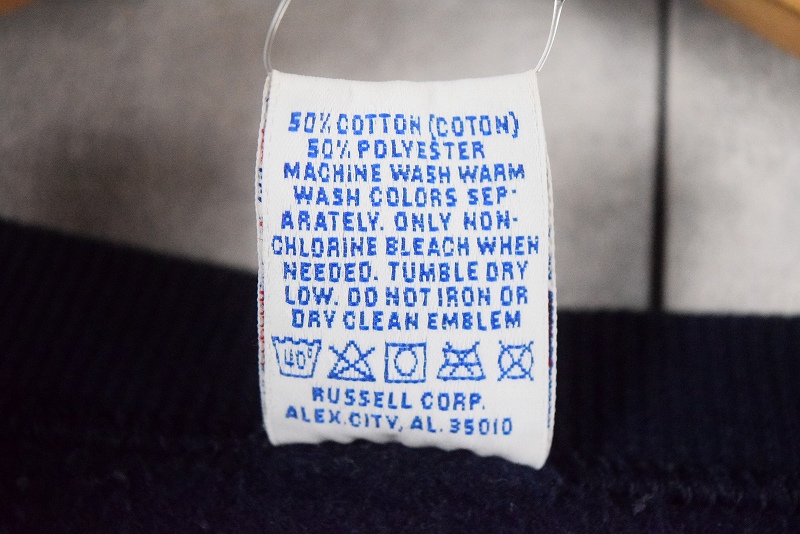 50% COTTON (COTON)
50% POLYESTER
MACHINE WASH WARM
WASH COLORS SEP-
ARATELY. ONLY NON-
CHLORINE BLEACH WHEN
NEEDED. TUMBLE DRY
LOW. DO NOT IRON OR
DRY CLEAN EMBLEM
40°
RUSSELL CORP.
ALEX.CITY, AL. 35010